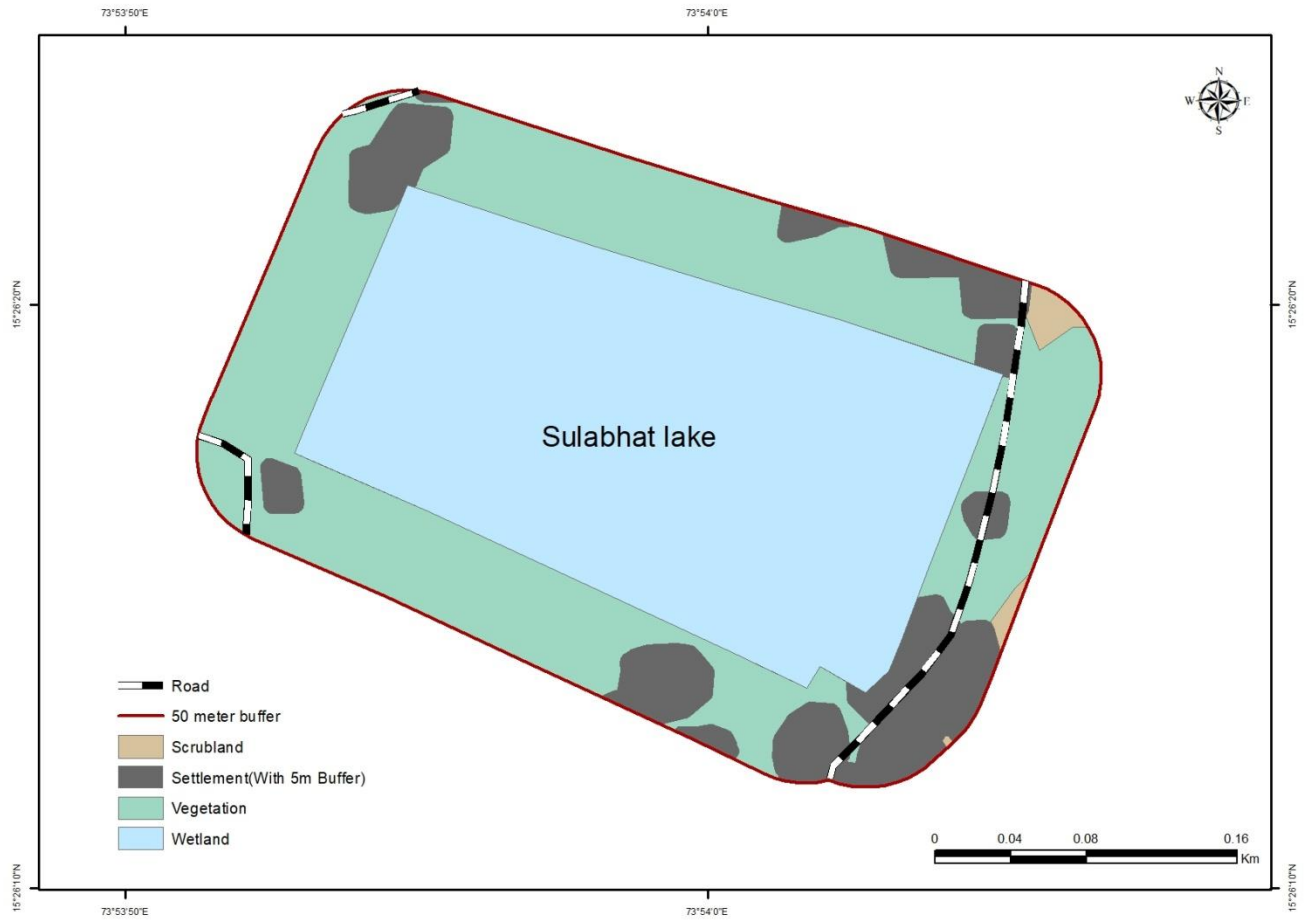 73°53'50"E
73°54'0"E
N
W
E
S
15°26'20"N
15°26'20"N
Sulabhat lake
Road
50 meter buffer
Scrubland
Settlement(With 5m Buffer)
Vegetation
Wetland
0 0.04 0.08 0.16
Km
15°26'10"N
15°26'10"N
73°53'50"E
73°54'0"E